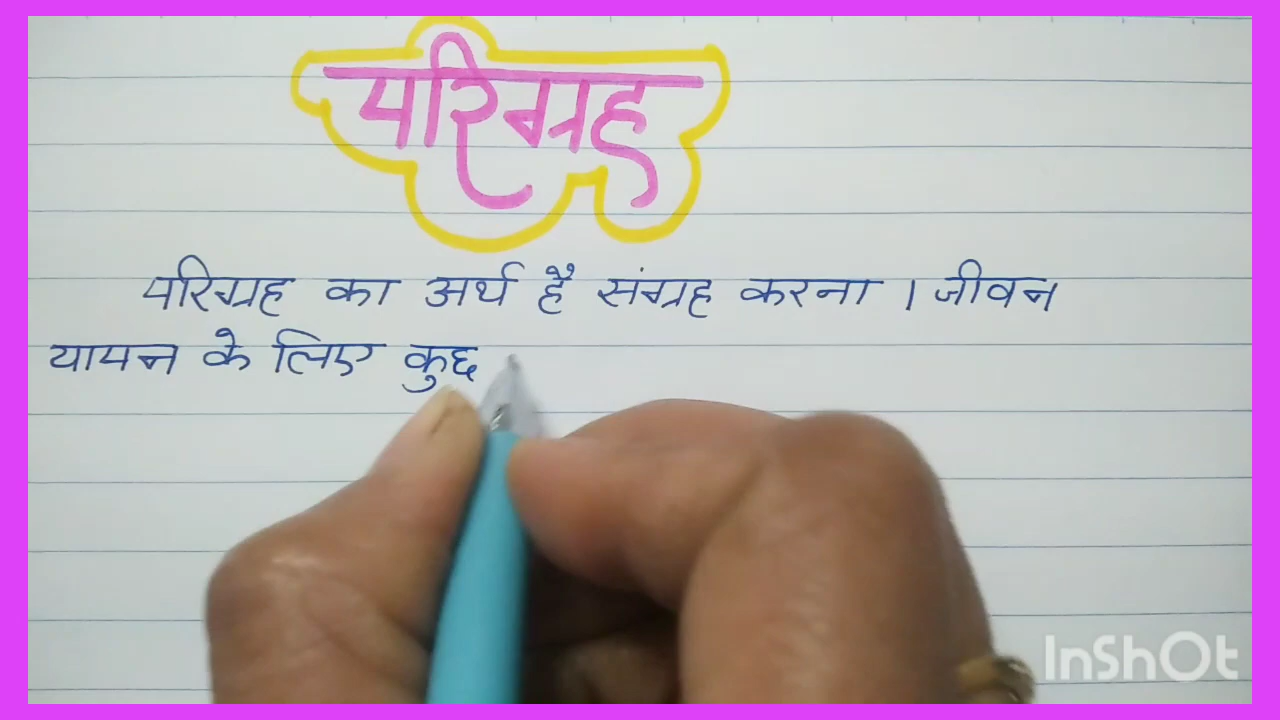 परिग्रह
परिग्रह का अर्थ है संग्रह करना । जीवन
यापन के लिए कुछ
InShOt